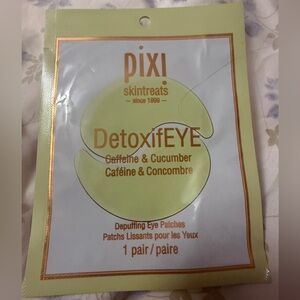 pixi
skintreats
– since 1999 –
DetoxifEYE
Caffeine & Cucumber
Caféine & Concombre
Depuffing Eye Patches
Patchs Lissants pour les Yeux
1 pair / paire